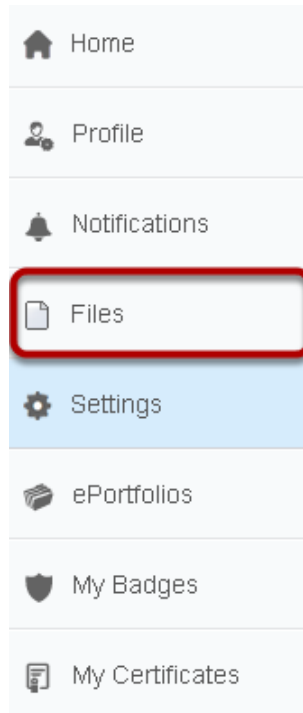 Home
Profile
Notifications
Files
Settings
ePortfolios
My Badges
My Certificates